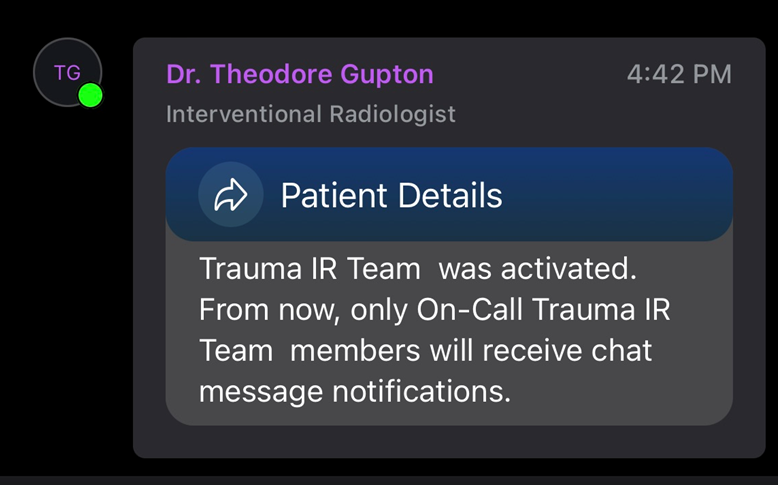 TG
Dr. Theodore Gupton
4:42 PM
Interventional Radiologist
Patient Details
Trauma IR Team  was activated.
From now, only On-Call Trauma IR
Team  members will receive chat
message notifications.